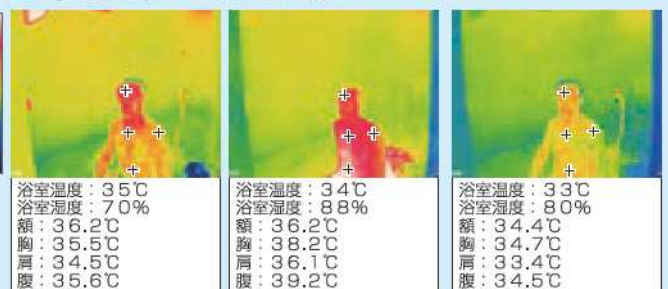 浴室温度：35℃
浴室湿度：70%
額：36.2℃
胸：35.5℃
肩：34.5℃
腹：35.6℃
浴室温度：34℃
浴室湿度：88%
額：36.2℃
胸：38.2℃
肩：36.1℃
腹：39.2℃
浴室温度：33℃
浴室湿度：80%
額：34.4℃
胸：34.7℃
肩：33.4℃
腹：34.5℃